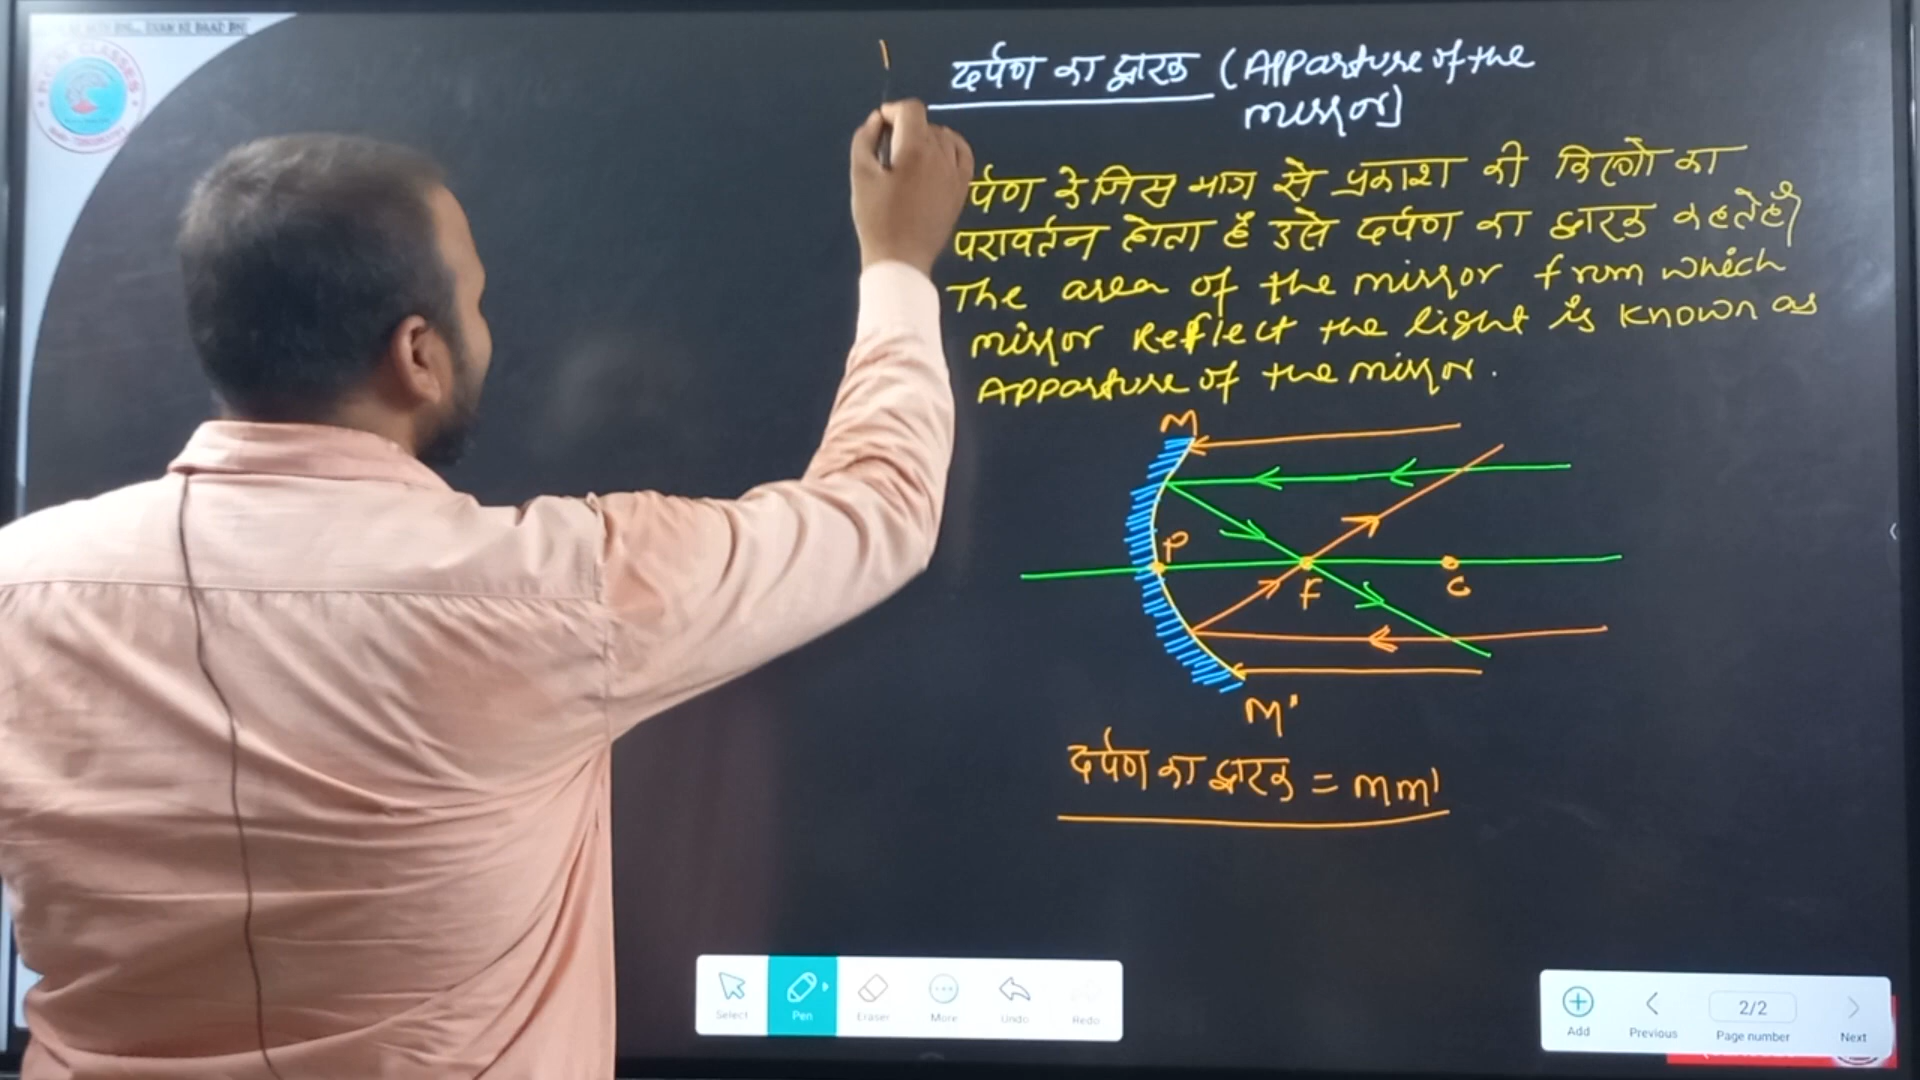 दर्पण का द्वारक (Apparture of the
mirror)
र्पण के जिस भाग से प्रकाश की किरणो का
परावर्तन होता है उसे दर्पण का द्वारक कहते है।
The area of the mirror from which
mirror Reflect the light is known as
Apparture of the mirror.
M
P
F
C
M'
दर्पण का द्वारक = mm'
Select
Pen
Eraser
More
Undo
Redo
Add
Previous
2/2
Page number
Next